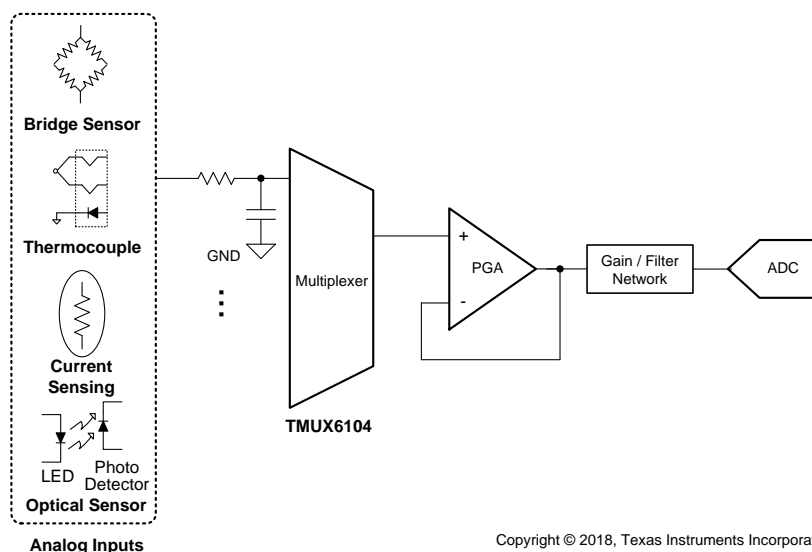 Bridge Sensor
Thermocouple
Current
Sensing
LED
Photo
Detector
Optical Sensor
Analog Inputs
GND
Multiplexer
TMUX6104
+
-
PGA
Gain / Filter
Network
ADC
Copyright © 2018, Texas Instruments Incorpora